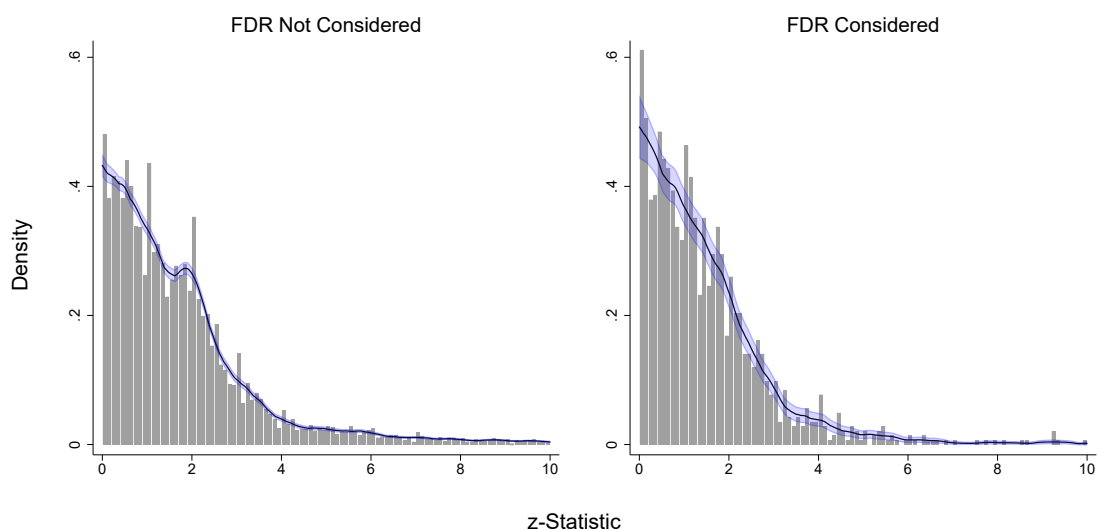 FDR Not Considered
FDR Considered
Density
.6
.4
.2
0
0 2 4 6 8 10
.6
.4
.2
0
0 2 4 6 8 10
z-Statistic